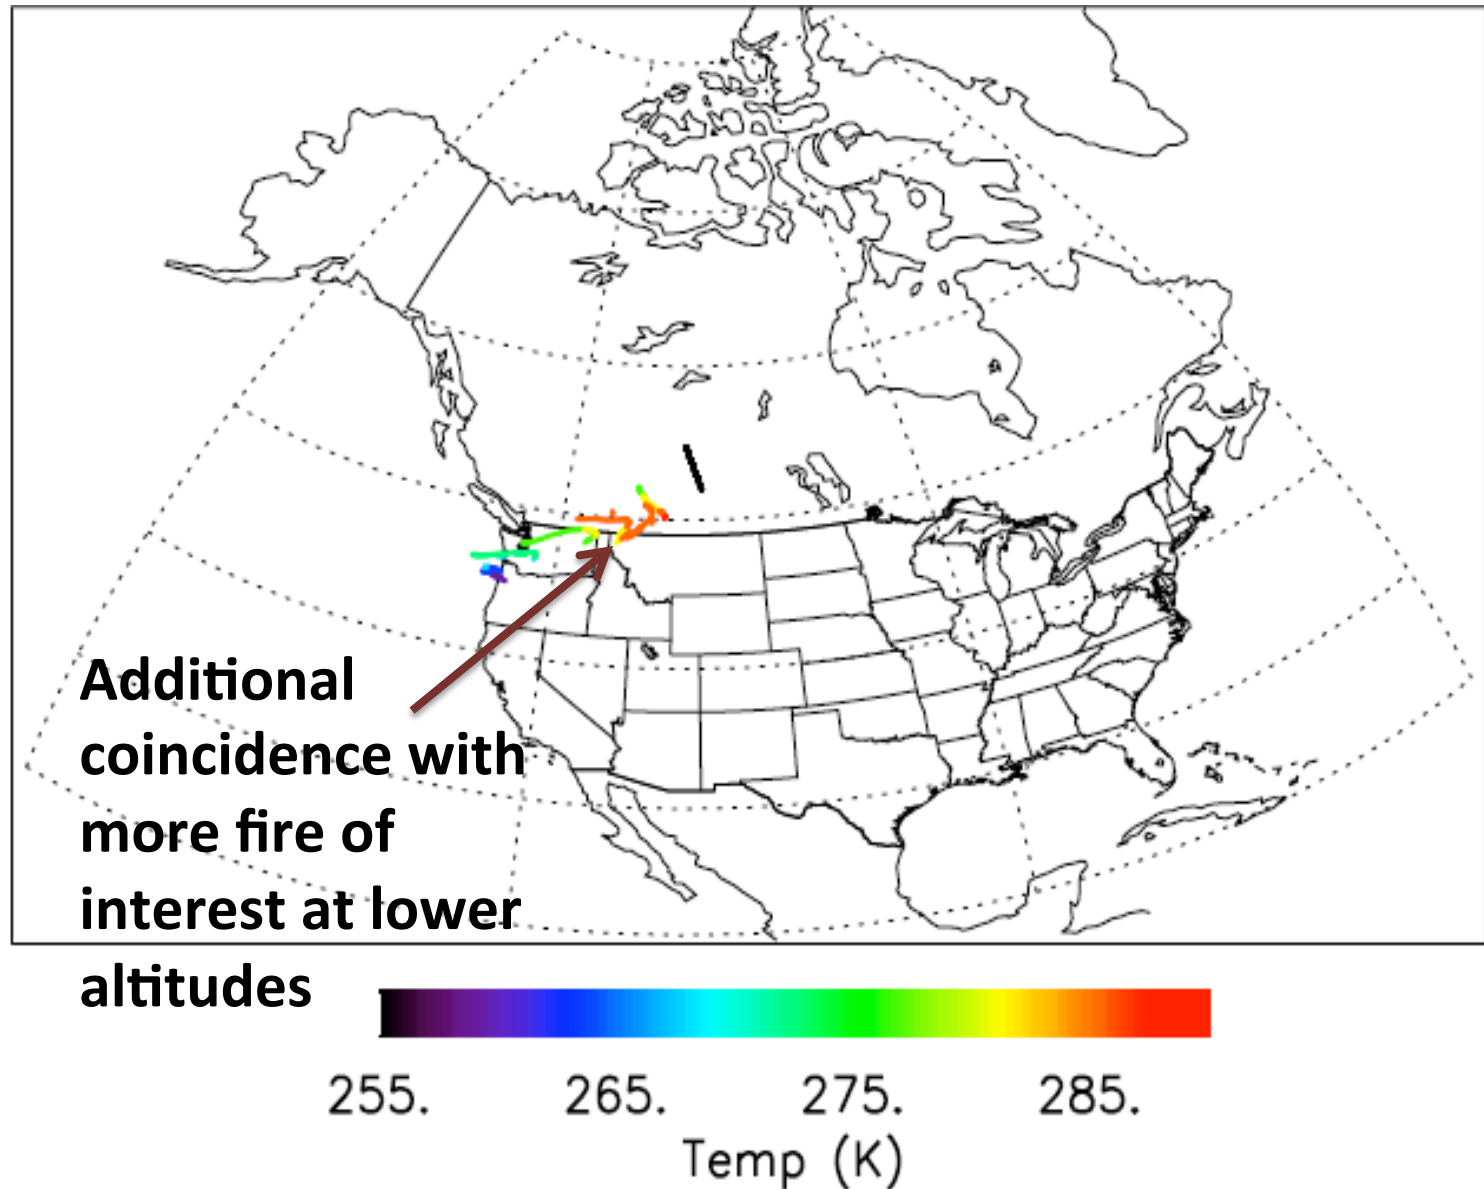 Additional
coincidence with
more fire of
interest at lower
altitudes
255. 265. 275. 285.
Temp (K)